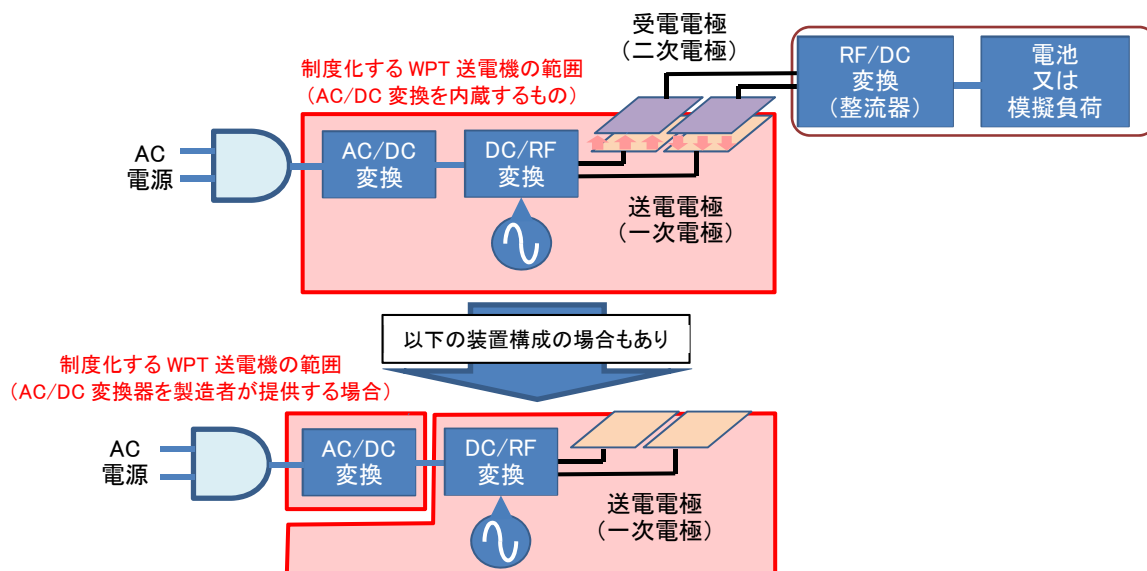 受電電極
(二次電極)
RF/DC
変換
(整流器)
電池
又は
模擬負荷
制度化する WPT 送電機の範囲
(AC/DC 変換を内蔵するもの)
AC
電源
AC/DC
変換
DC/RF
変換
送電電極
(一次電極)
以下の装置構成の場合もあり
制度化する WPT 送電機の範囲
(AC/DC 変換器を製造者が提供する場合)
AC
電源
AC/DC
変換
DC/RF
変換
送電電極
(一次電極)